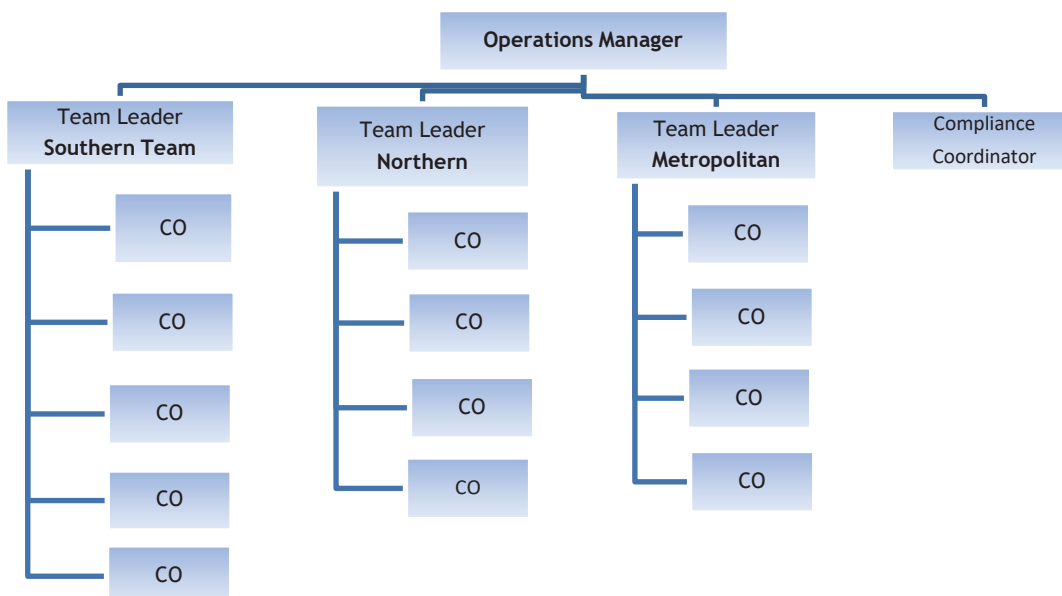 Operations Manager
Team Leader
Southern Team
Team Leader
Northern
Team Leader
Metropolitan
Compliance
Coordinator
CO
CO
CO
CO
CO
CO
CO
CO
CO
CO
CO
CO
CO